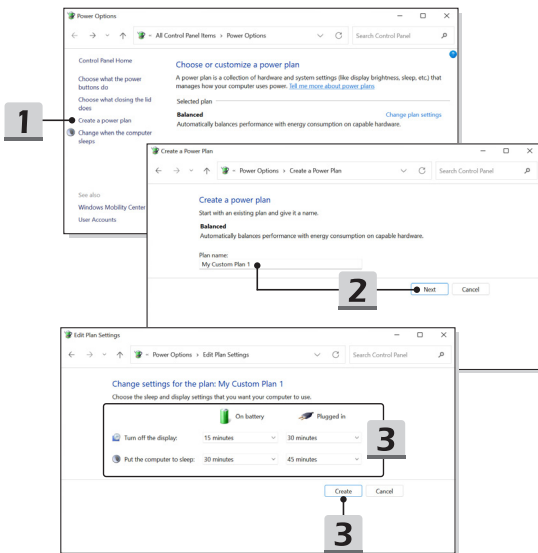 Power Options
All Control Panel Items > Power Options
Search Control Panel
Control Panel Home
Choose what the power
buttons do
Choose what closing the lid
does
Create a power plan
Change when the computer
sleeps
See also
Windows Mobility Center
User Accounts
Choose or customize a power plan
A power plan is a collection of hardware and system settings (like display brightness, sleep, etc.) that
manages how your computer uses power. Tell me more about power plans
Selected plan
Balanced
Change plan settings
Automatically balances performance with energy consumption on capable hardware.
1
Create a Power Plan
Power Options > Create a Power Plan
Search Control Panel
Create a power plan
Start with an existing plan and give it a name.
Balanced
Automatically balances performance with energy consumption on capable hardware.
Plan name:
My Custom Plan 1
2
Next
Cancel
Edit Plan Settings
Power Options > Edit Plan Settings
Search Control Panel
Change settings for the plan: My Custom Plan 1
Choose the sleep and display settings that you want your computer to use.
On battery
Plugged in
Turn off the display:
15 minutes
30 minutes
Put the computer to sleep:
30 minutes
45 minutes
3
Create
Cancel
3